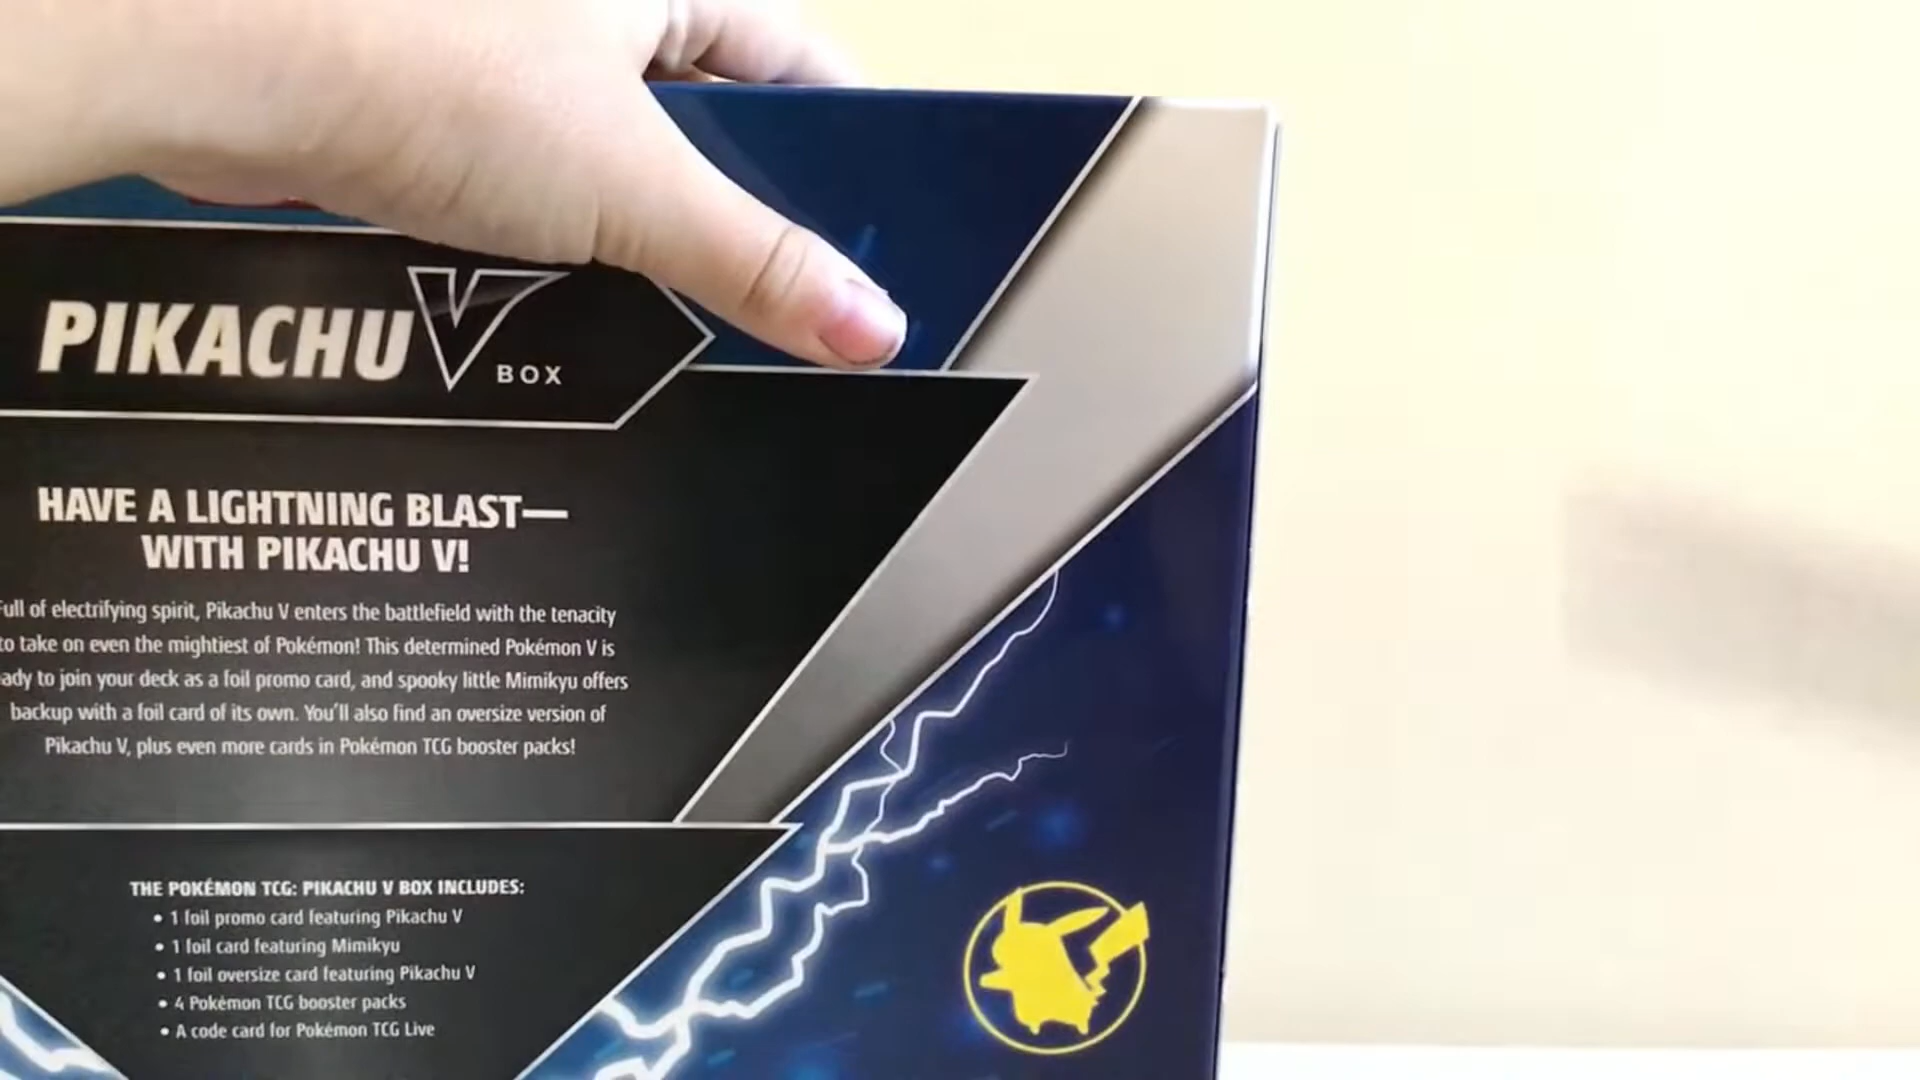 PIKACHU V
BOX
HAVE A LIGHTNING BLAST—
WITH PIKACHU V!
of electrifying spirit, Pikachu V enters the battlefield with the tenacity
to take on even the mightiest of Pokémon! This determined Pokémon V is
to join your deck as a foil promo card, and spooky little Mimikyu offers
backup with a foil card of its own. You'll also find an oversize version of
Pikachu V, plus even more cards in Pokémon TCG booster packs!
THE POKÉMON TCG: PIKACHU V BOX INCLUDES:
• 1 foil promo card featuring Pikachu V
• 1 foil card featuring Mimikyu
• 1 foil oversize card featuring Pikachu V
• 4 Pokémon TCG booster packs
• A code card for Pokémon TCG Live